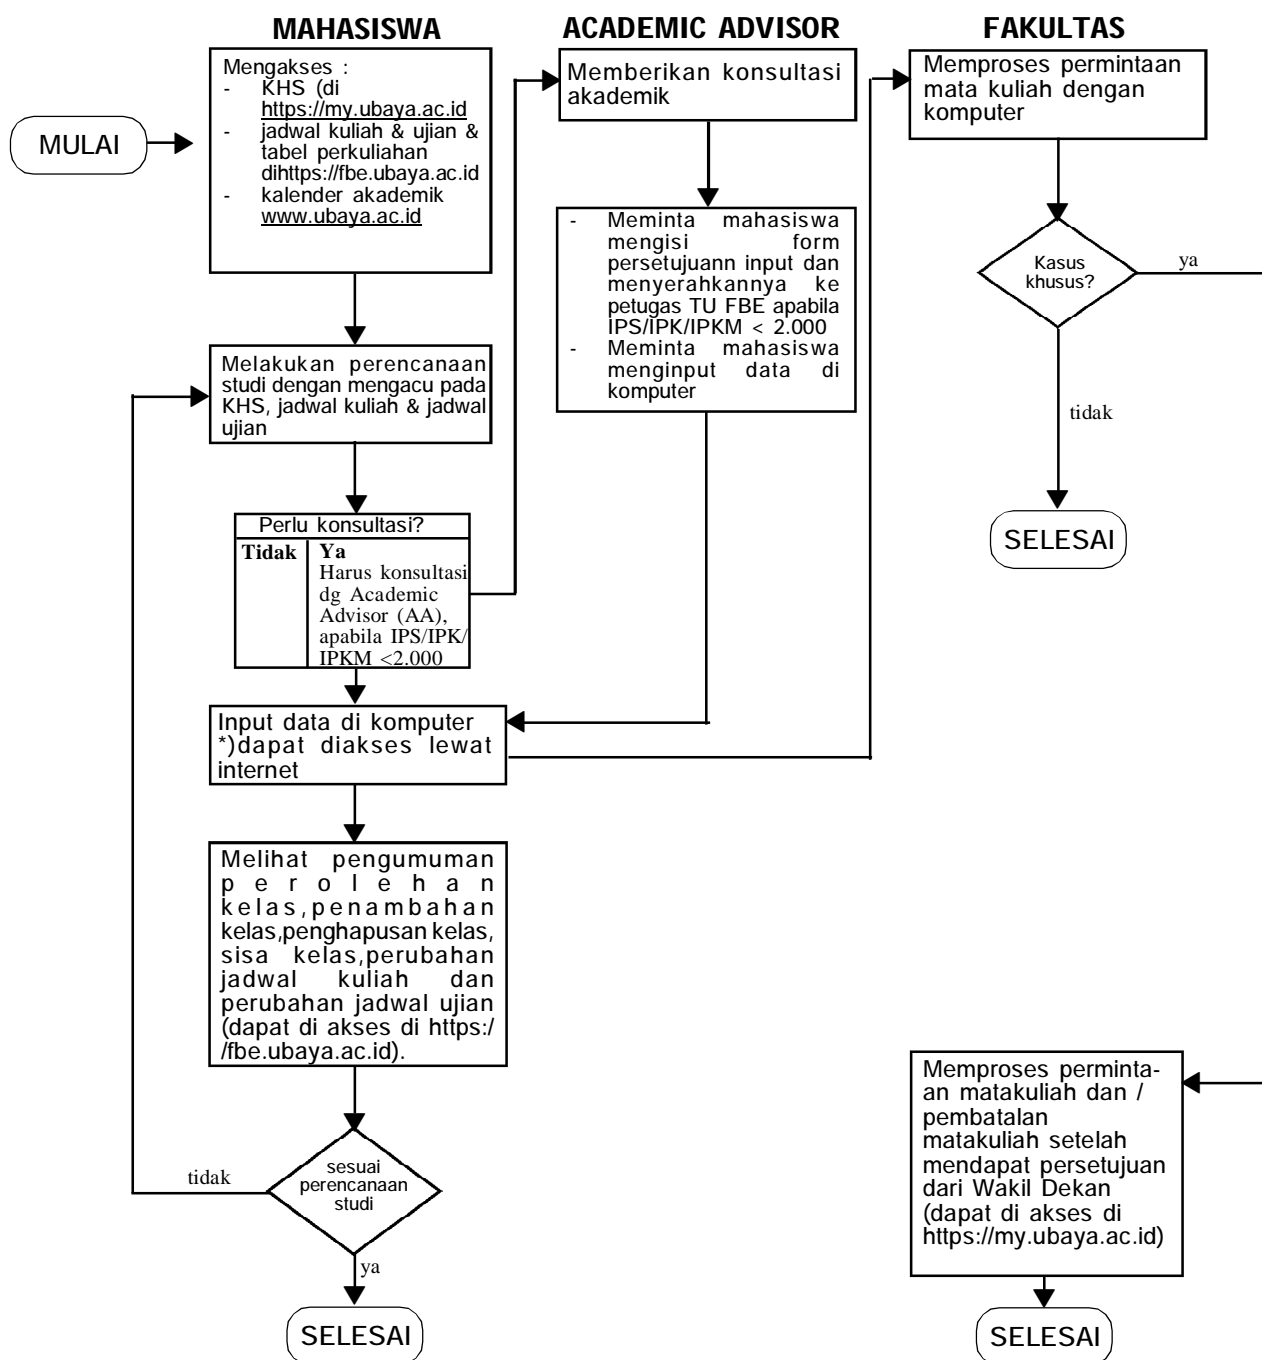 MAHASISWA
ACADEMIC ADVISOR
FAKULTAS
MULAI
Mengakses :
- KHS (di
https://my.ubaya.ac.id
- jadwal kuliah & ujian &
tabel perkuliahan
dihttps://fbe.ubaya.ac.id
- kalender akademik
www.ubaya.ac.id
Melakukan perencanaan
studi dengan mengacu pada
KHS, jadwal kuliah & jadwal
ujian
Perlu konsultasi?
Tidak
Ya
Harus konsultasi
dg Academic
Advisor (AA),
apabila IPS/IPK/
IPKM <2.000
Input data di komputer
*)dapat diakses lewat
internet
Melihat pengumuman
perolehan
kelas,penambahan
kelas,penghapusan kelas,
sisa kelas,perubahan
jadwal kuliah dan
perubahan jadwal ujian
(dapat di akses di https:/
/fbe.ubaya.ac.id).
tidak
sesuai
perencanaan
studi
ya
SELESAI
Memberikan konsultasi
akademik
- Meminta mahasiswa
mengisi form
persetujuann input dan
menyerahkannya ke
petugas TU FBE apabila
IPS/IPK/IPKM < 2.000
- Meminta mahasiswa
menginput data di
komputer
Memproses permintaan
mata kuliah dengan
komputer
Kasus
khusus?
ya
tidak
SELESAI
Memproses perminta-
an matakuliah dan /
pembatalan
matakuliah setelah
mendapat persetujuan
dari Wakil Dekan
(dapat di akses di
https://my.ubaya.ac.id)
SELESAI